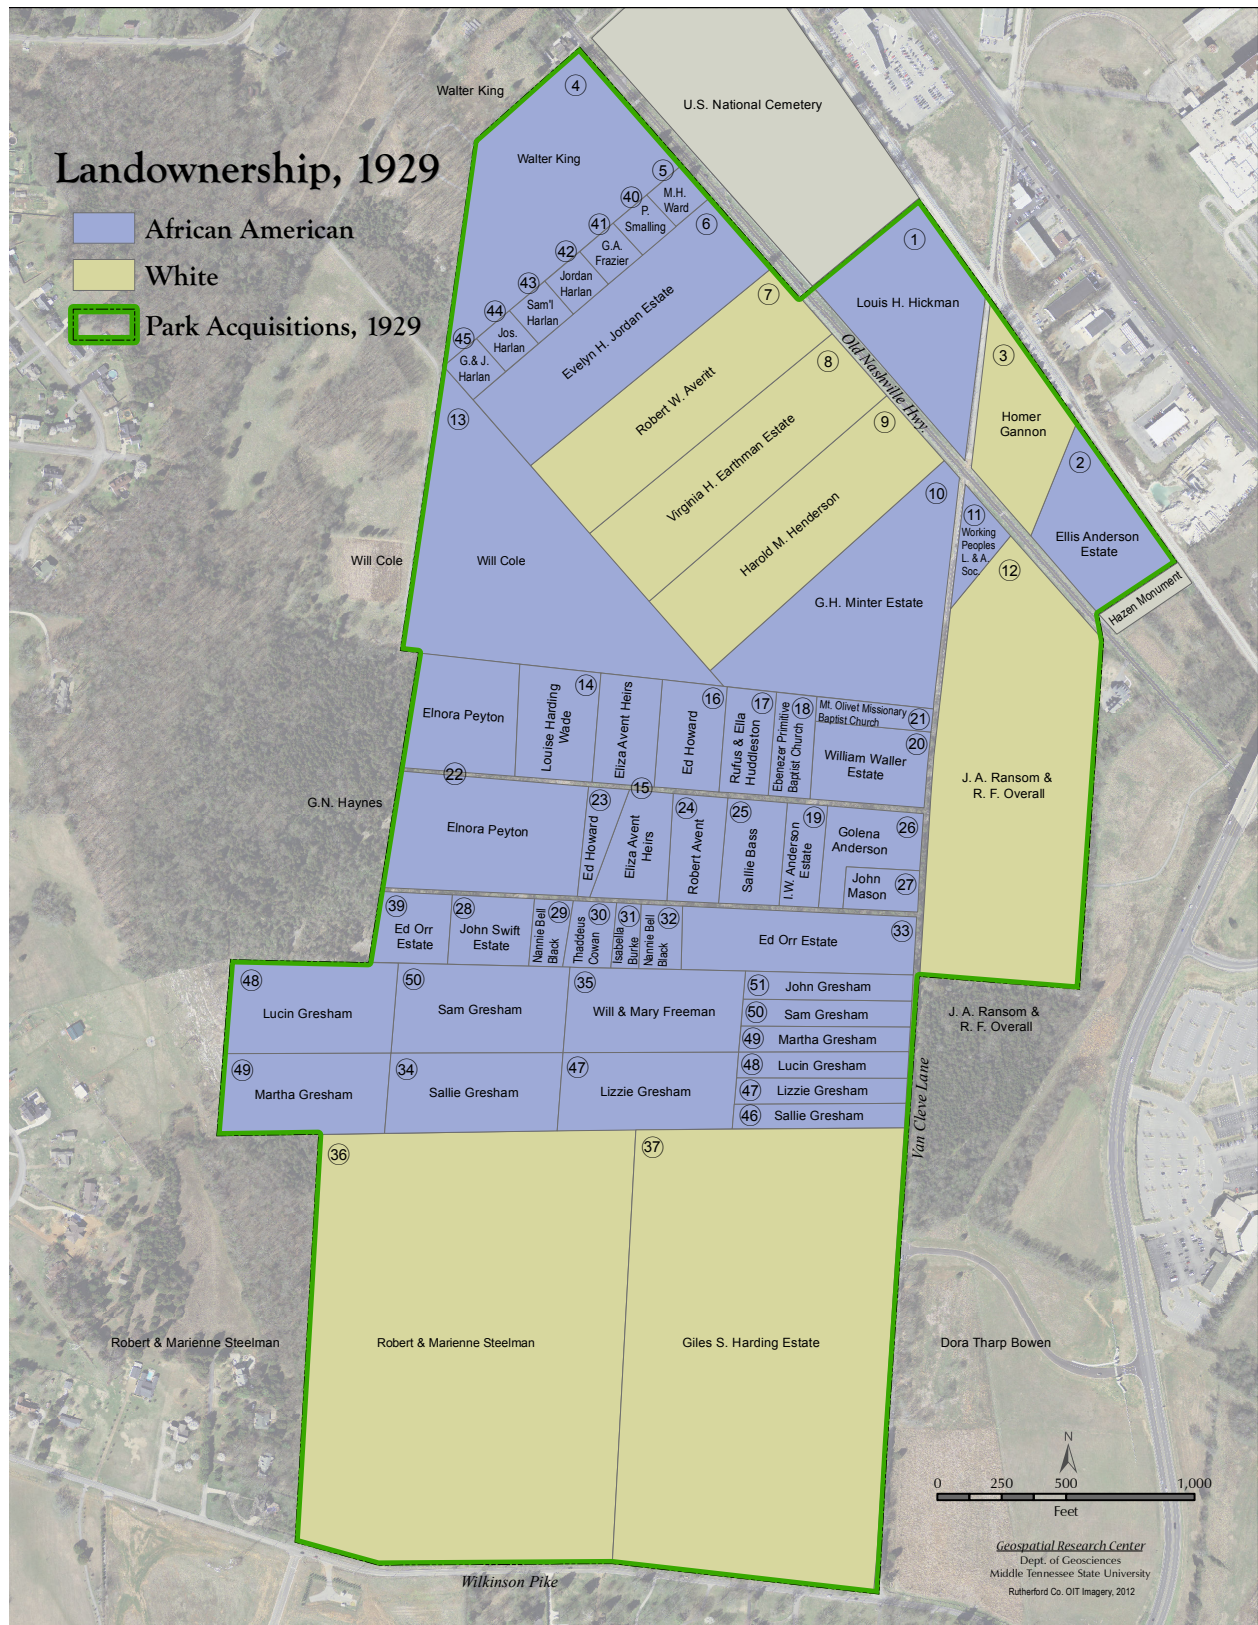 Landownership, 1929
African American
White
Park Acquisitions, 1929
U.S. National Cemetery
Walter King
4
Walter King
5
M.H.
Ward
40
P.
Smalling
6
41
G.A.
Frazier
42
Jordan
Harlan
43
Sam'l
Harlan
44
Jos.
Harlan
45
G.& J.
Harlan
Evelyn H. Jordan Estate
1
Louis H. Hickman
7
Robert W. Averitt
Old Nashville Hwy.
8
Virginia H. Earthman Estate
3
Homer
Gannon
9
Harold M. Henderson
13
Will Cole
Will Cole
2
Ellis Anderson
Estate
10
G.H. Minter Estate
11
Working
Peoples
L. & A.
Soc.
12
Hazen Monument
J. A. Ransom &
R. F. Overall
Elnora Peyton
14
Louise Harding
Wade
Eliza Avent Heirs
16
Ed Howard
17
Rufus & Ella
Huddleston
18
Ebenezer Primitive
Baptist Church
Mt. Olivet Missionary
Baptist Church
21
20
William Waller
Estate
22
15
G.N. Haynes
Elnora Peyton
23
Ed Howard
Eliza Avent
Heirs
24
Robert Avent
25
Sallie Bass
19
I.W. Anderson
Estate
26
Golena
Anderson
John
Mason
27
39
Ed Orr
Estate
28
John Swift
Estate
29
Nannie Bell
Black
30
Thaddeus
Cowan
31
Isabella
Burke
32
Nannie Bell
Black
Ed Orr Estate
33
48
Lucin Gresham
50
Sam Gresham
35
Will & Mary Freeman
51 John Gresham
50 Sam Gresham
49 Martha Gresham
48 Lucin Gresham
47 Lizzie Gresham
46 Sallie Gresham
J. A. Ransom &
R. F. Overall
49
Martha Gresham
34
Sallie Gresham
47
Lizzie Gresham
Van Cleve Lane
36
37
Robert & Marienne Steelman
Robert & Marienne Steelman
Giles S. Harding Estate
Dora Tharp Bowen
Wilkinson Pike
N
0 250 500 1,000
Feet
Geospatial Research Center
Dept. of Geosciences
Middle Tennessee State University
Rutherford Co. OIT Imagery, 2012